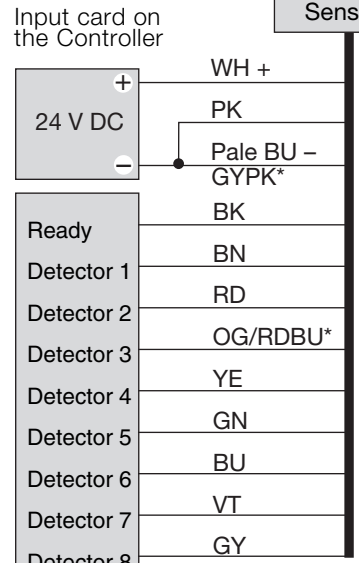 Input card on
the Controller
Sens
+
24 V DC
−
WH +
PK
Pale BU –
GYPK*
Ready
BK
Detector 1
BN
Detector 2
RD
Detector 3
OG/RDBU*
Detector 4
YE
Detector 5
GN
Detector 6
BU
Detector 7
VT
Detector 8
GY